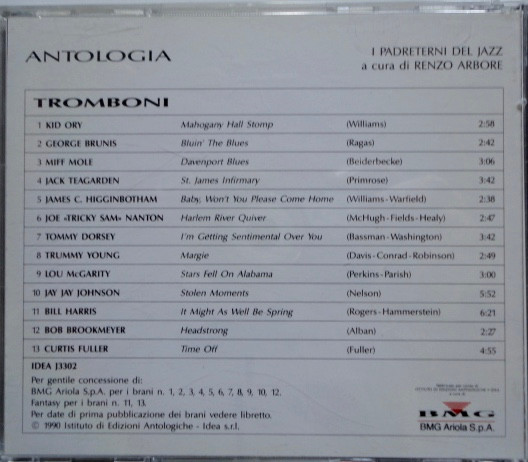 ANTOLOGIA
I PADRETERNI DEL JAZZ
a cura di RENZO ARBORE
TROMBONI
1 KID ORY Mahogany Hall Stomp (Williams) 2:58
2 GEORGE BRUNIS Bluin' The Blues (Ragas) 2:42
3 MIFF MOLE Davenport Blues (Beiderbecke) 3:06
4 JACK TEAGARDEN St. James Infirmary (Primrose) 3:42
5 JAMES C. HIGGINBOTHAM Baby, Won't You Please Come Home (Williams-Warfield) 2:38
6 JOE «TRICKY SAM» NANTON Harlem River Quiver (McHugh-Fields-Healy) 2:47
7 TOMMY DORSEY I'm Getting Sentimental Over You (Bassman-Washington) 3:42
8 TRUMMY YOUNG Margie (Davis-Conrad-Robinson) 2:49
9 LOU McGARITY Stars Fell On Alabama (Perkins-Parish) 3:00
10 JAY JAY JOHNSON Stolen Moments (Nelson) 5:52
11 BILL HARRIS It Might As Well Be Spring (Rogers-Hammerstein) 6:21
12 BOB BROOKMEYER Headstrong (Alban) 2:27
13 CURTIS FULLER Time Off (Fuller) 4:55
IDEA J3302
Per gentile concessione di:
BMG Ariola S.p.A. per i brani n. 1, 2, 3, 4, 5, 6, 7, 8, 9, 10, 12.
Fantasy per i brani n. 11, 13.
Per date di prima pubblicazione dei brani vedere libretto.
© 1990 Istituto di Edizioni Antologiche - Idea s.r.l.
BMG
BMG Ariola S.p.A.